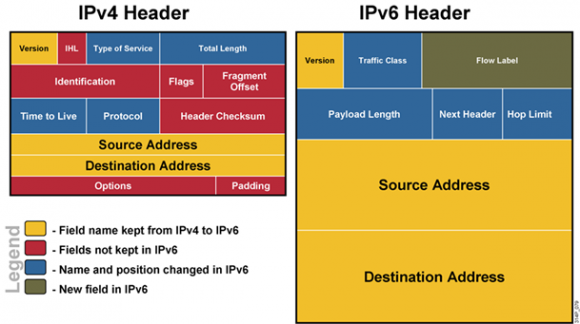 IPv4 Header
IPv6 Header
Version IHL Type of Service Total Length
Identification Flags Fragment
Offset
Time to Live Protocol Header Checksum
Source Address
Destination Address
Options Padding
Version Traffic Class Flow Label
Payload Length Next Header Hop Limit
Source Address
Destination Address
Legend
- Field name kept from IPv4 to IPv6
- Fields not kept in IPv6
- Name and position changed in IPv6
- New field in IPv6